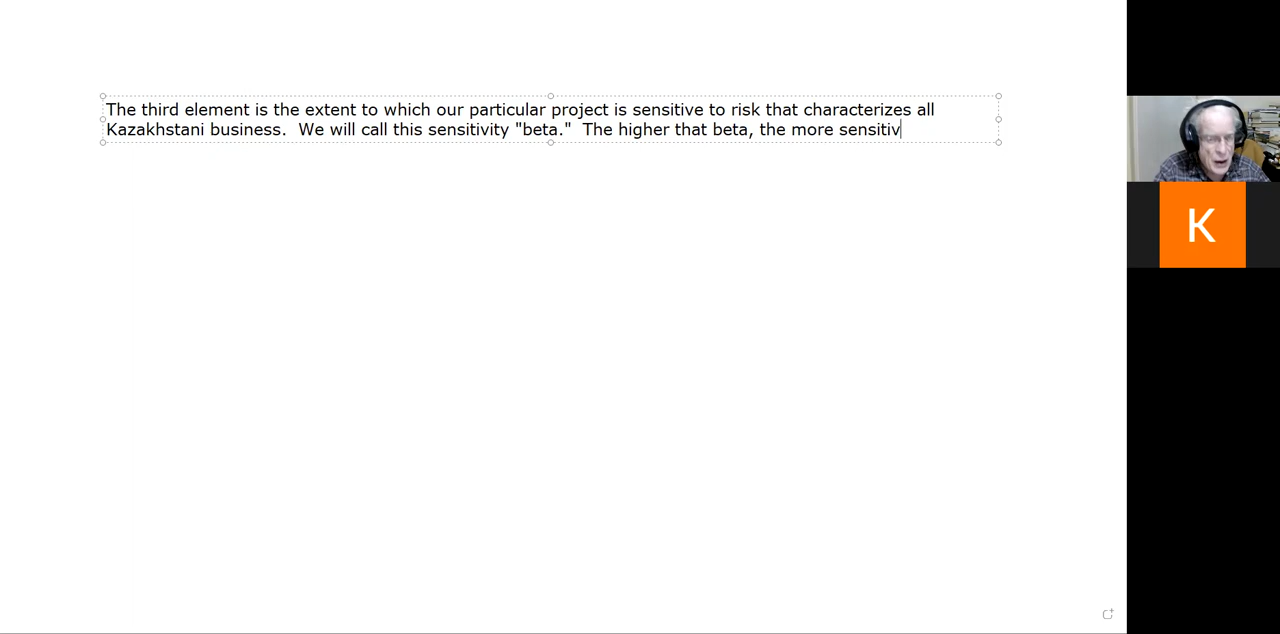 The third element is the extent to which our particular project is sensitive to risk that characterizes all
Kazakhstani business.  We will call this sensitivity "beta."  The higher that beta, the more sensitiv
K